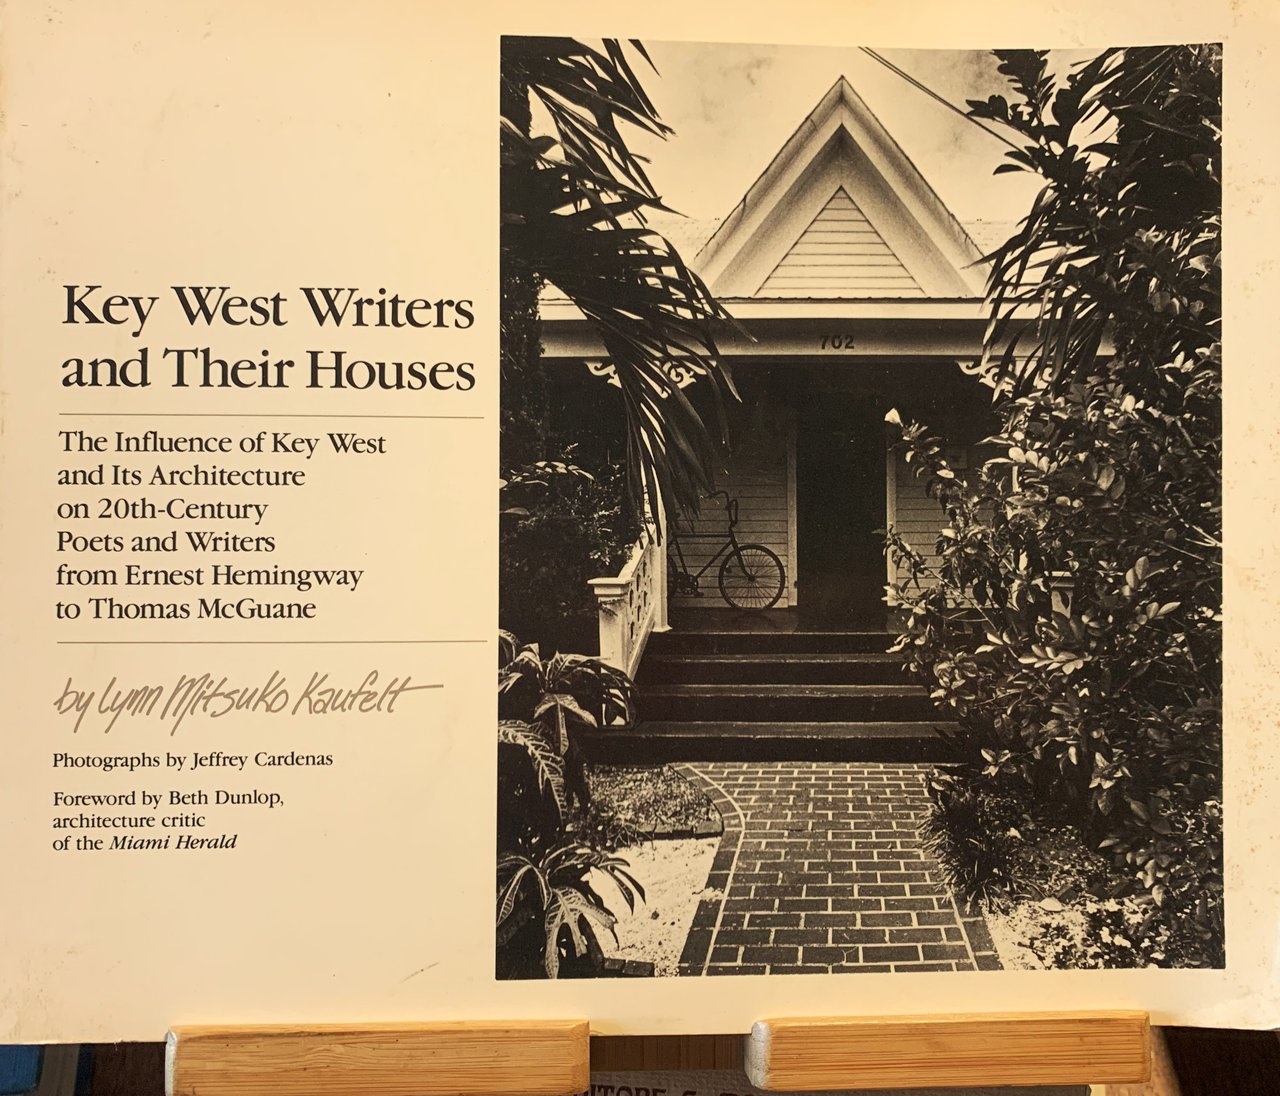 Key West Writers
and Their Houses
The Influence of Key West
and Its Architecture
on 20th-Century
Poets and Writers
from Ernest Hemingway
to Thomas McGuane
by Lynn Mitsuko Kaufelt
Photographs by Jeffrey Cardenas
Foreword by Beth Dunlop,
architecture critic
of the Miami Herald
702